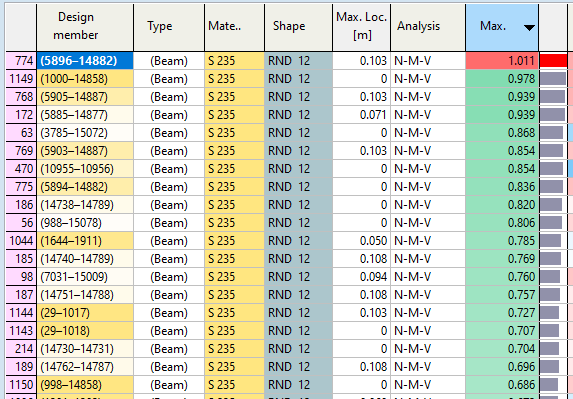 Design member Type Mate.. Shape Max. Loc. [m] Analysis Max.
774 (5896–14882) (Beam) S 235 RND 12 0.103 N-M-V 1.011
1149 (1000–14858) (Beam) S 235 RND 12 0 N-M-V 0.978
768 (5905–14887) (Beam) S 235 RND 12 0.103 N-M-V 0.939
172 (5885–14877) (Beam) S 235 RND 12 0.071 N-M-V 0.939
63 (3785–15072) (Beam) S 235 RND 12 0 N-M-V 0.868
769 (5903–14887) (Beam) S 235 RND 12 0.103 N-M-V 0.854
470 (10955–10956) (Beam) S 235 RND 12 0 N-M-V 0.854
775 (5894–14882) (Beam) S 235 RND 12 0 N-M-V 0.836
186 (14738–14789) (Beam) S 235 RND 12 0 N-M-V 0.820
56 (988–15078) (Beam) S 235 RND 12 0 N-M-V 0.806
1044 (1644–1911) (Beam) S 235 RND 12 0.050 N-M-V 0.785
185 (14740–14789) (Beam) S 235 RND 12 0.108 N-M-V 0.769
98 (7031–15009) (Beam) S 235 RND 12 0.094 N-M-V 0.760
187 (14751–14788) (Beam) S 235 RND 12 0.108 N-M-V 0.757
1144 (29–1017) (Beam) S 235 RND 12 0.103 N-M-V 0.727
1143 (29–1018) (Beam) S 235 RND 12 0 N-M-V 0.707
214 (14730–14731) (Beam) S 235 RND 12 0 N-M-V 0.704
189 (14762–14787) (Beam) S 235 RND 12 0.108 N-M-V 0.696
1150 (998–14858) (Beam) S 235 RND 12 0 N-M-V 0.686